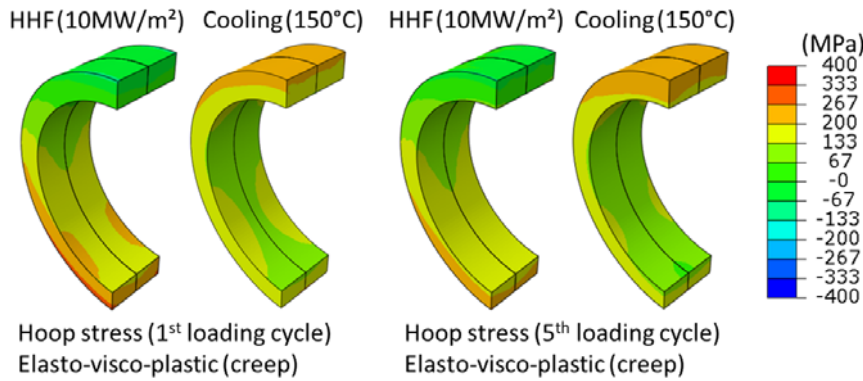 HHF (10MW/m²) Cooling (150°C) HHF (10MW/m²) Cooling (150°C)
(MPa)
400
333
267
200
133
67
-0
-67
-133
-200
-267
-333
-400
Hoop stress (1st loading cycle)
Elasto-visco-plastic (creep)
Hoop stress (5th loading cycle)
Elasto-visco-plastic (creep)